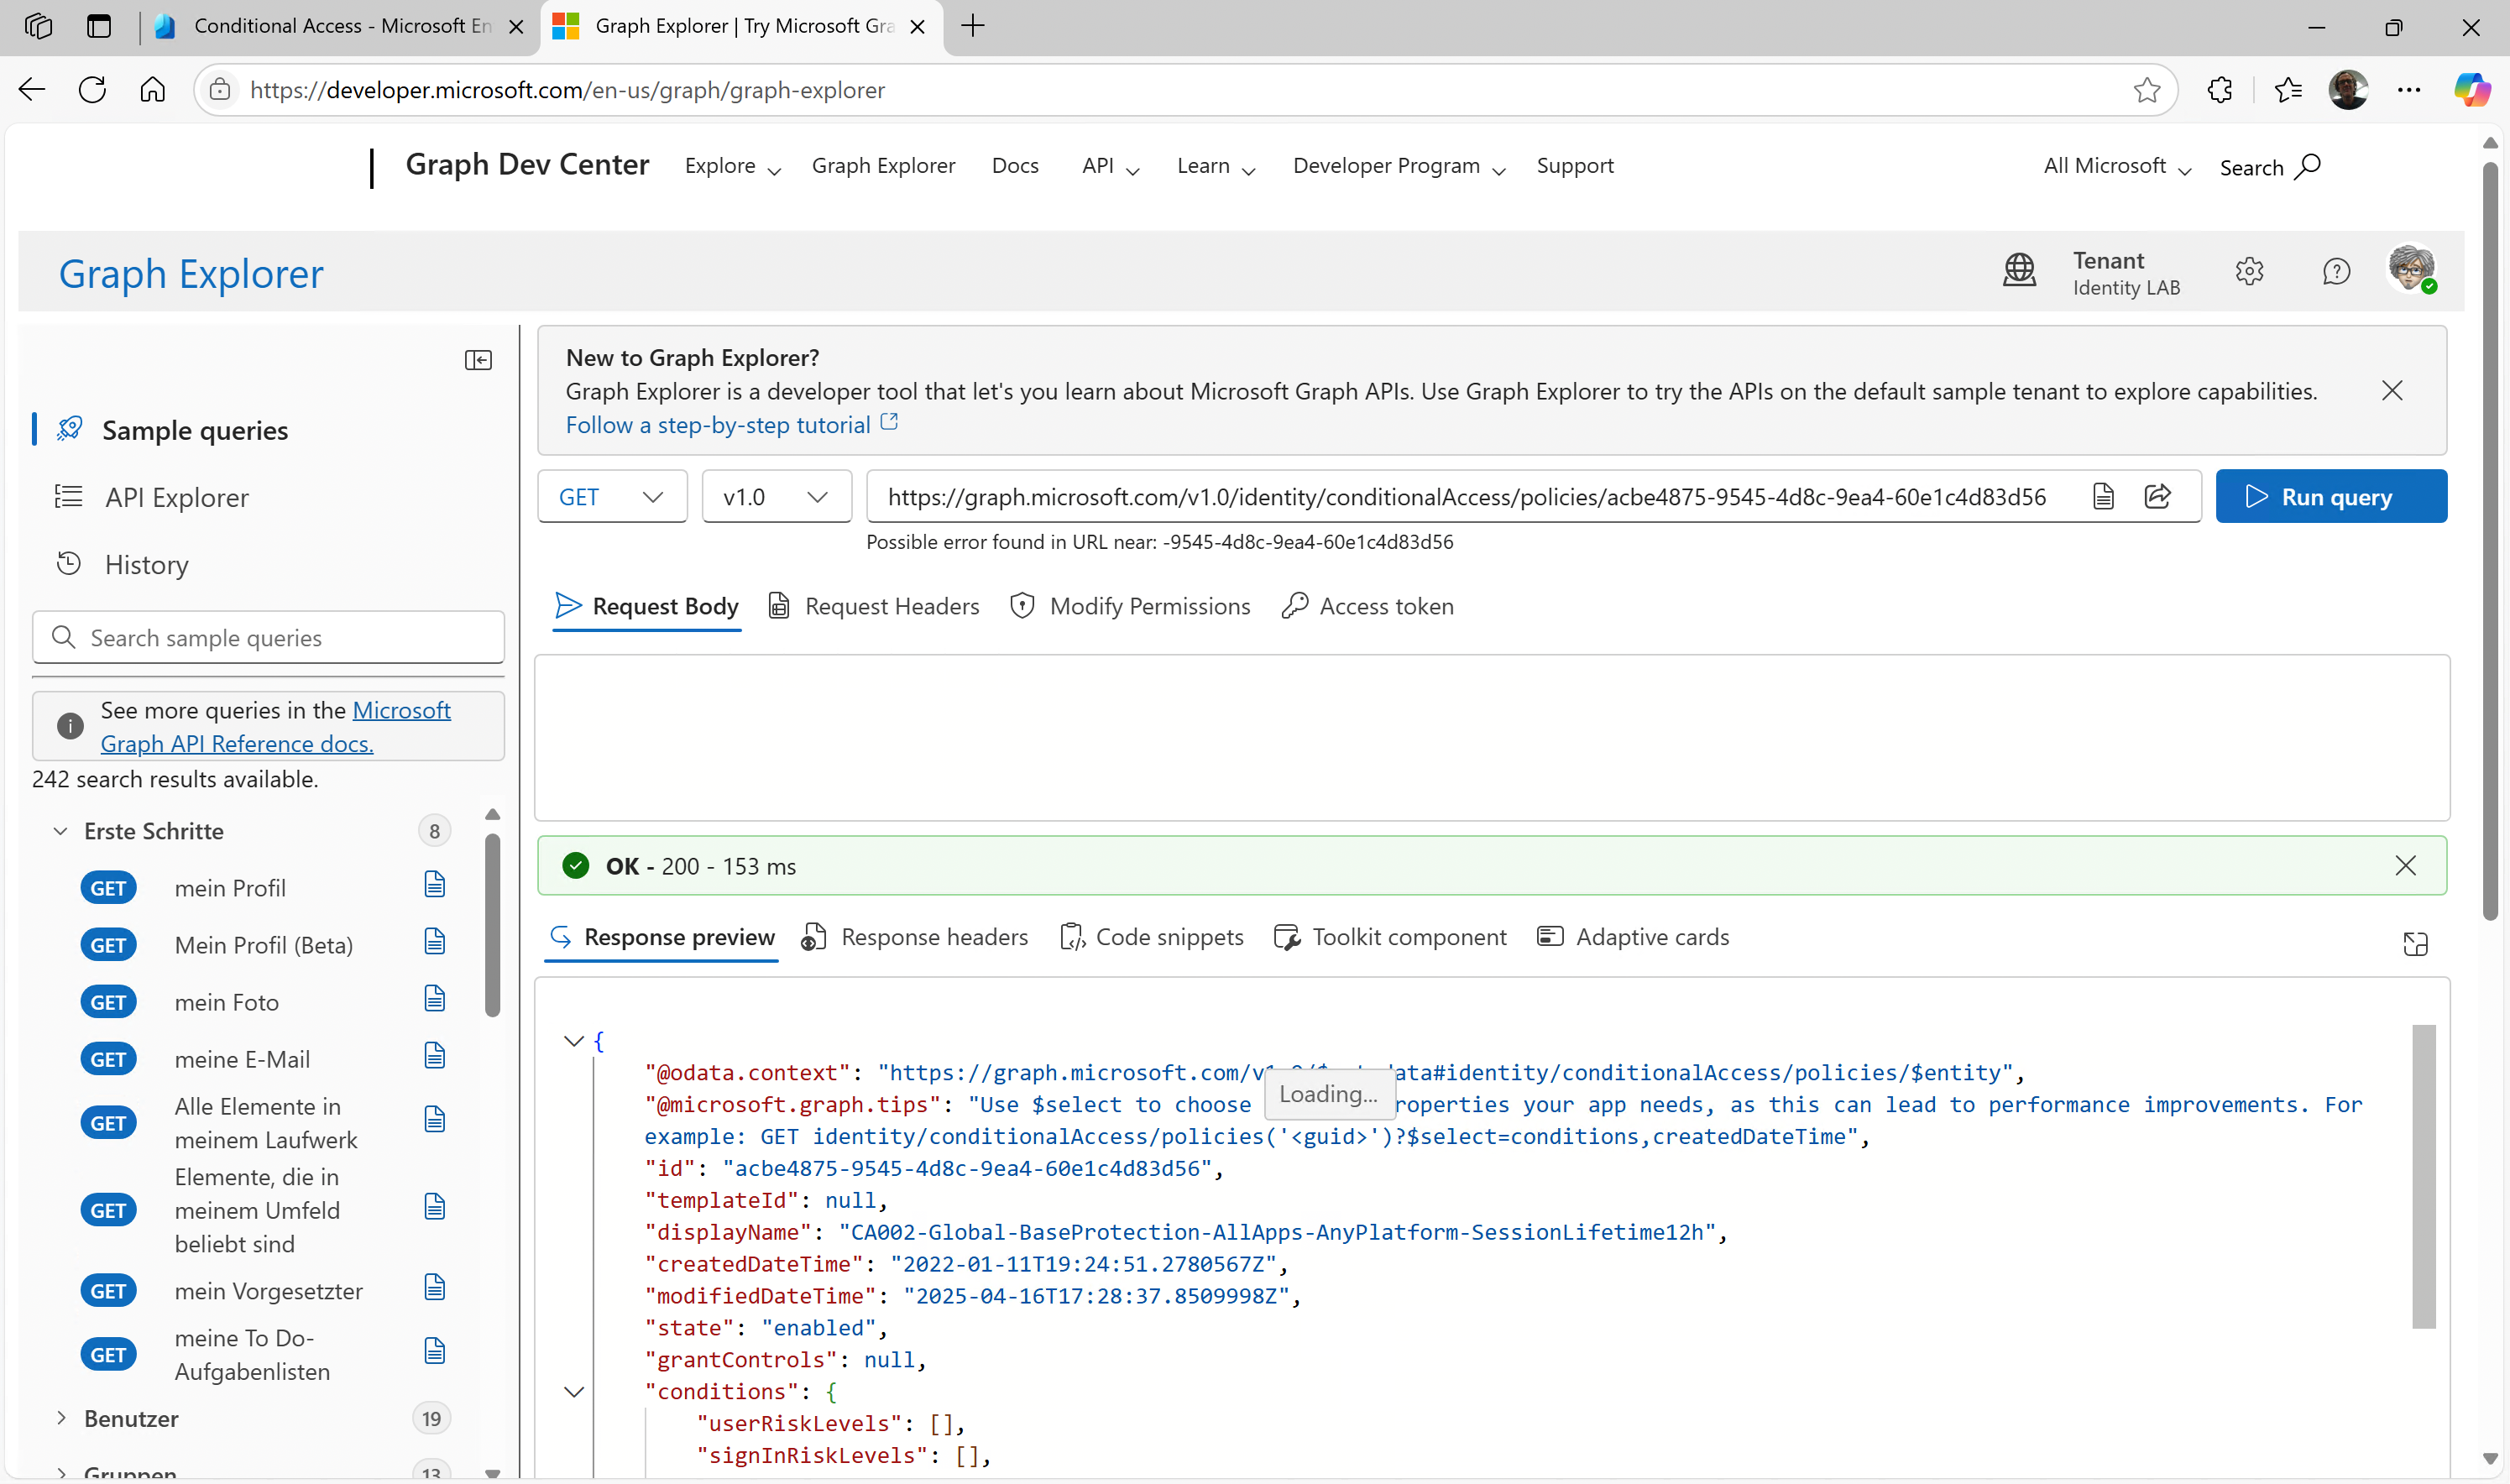 Conditional Access - Microsoft En
Graph Explorer | Try Microsoft Gra
https://developer.microsoft.com/en-us/graph/graph-explorer
Graph Dev Center
Explore
Graph Explorer
Docs
API
Learn
Developer Program
Support
All Microsoft
Search
Graph Explorer
Tenant
Identity LAB
Sample queries
API Explorer
History
Search sample queries
See more queries in the Microsoft
Graph API Reference docs.
242 search results available.
Erste Schritte 8
GET mein Profil
GET Mein Profil (Beta)
GET mein Foto
GET meine E-Mail
GET Alle Elemente in
meinem Laufwerk
GET Elemente, die in
meinem Umfeld
beliebt sind
GET mein Vorgesetzter
GET meine To Do-
Aufgabenlisten
Benutzer 19
Gruppen 13
New to Graph Explorer?
Graph Explorer is a developer tool that let's you learn about Microsoft Graph APIs. Use Graph Explorer to try the APIs on the default sample tenant to explore capabilities.
Follow a step-by-step tutorial
GET
v1.0
https://graph.microsoft.com/v1.0/identity/conditionalAccess/policies/acbe4875-9545-4d8c-9ea4-60e1c4d83d56
Run query
Possible error found in URL near: -9545-4d8c-9ea4-60e1c4d83d56
Request Body
Request Headers
Modify Permissions
Access token
OK - 200 - 153 ms
Response preview
Response headers
Code snippets
Toolkit component
Adaptive cards
{
"@odata.context": "https://graph.microsoft.com/v data#identity/conditionalAccess/policies/$entity",
Loading...
"@microsoft.graph.tips": "Use $select to choose roperties your app needs, as this can lead to performance improvements. For
example: GET identity/conditionalAccess/policies('<guid>')?$select=conditions,createdDateTime",
"id": "acbe4875-9545-4d8c-9ea4-60e1c4d83d56",
"templateId": null,
"displayName": "CA002-Global-BaseProtection-AllApps-AnyPlatform-SessionLifetime12h",
"createdDateTime": "2022-01-11T19:24:51.2780567Z",
"modifiedDateTime": "2025-04-16T17:28:37.8509998Z",
"state": "enabled",
"grantControls": null,
"conditions": {
"userRiskLevels": [],
"signInRiskLevels": [],